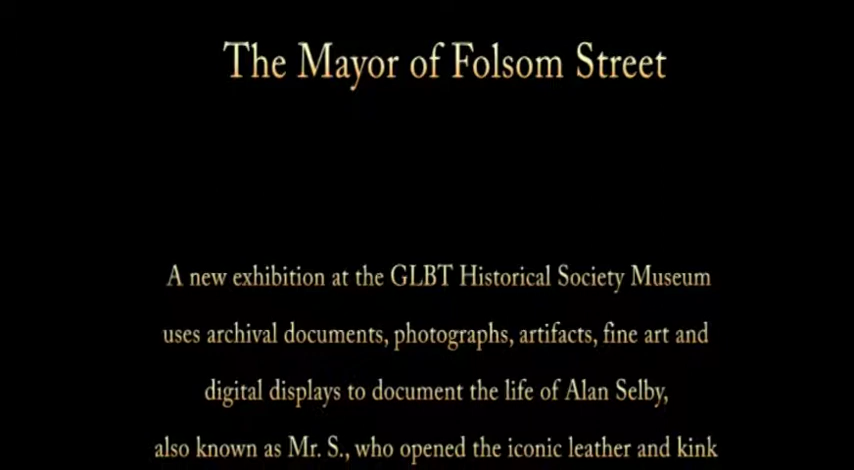 The Mayor of Folsom Street
A new exhibition at the GLBT Historical Society Museum
uses archival documents, photographs, artifacts, fine art and
digital displays to document the life of Alan Selby,
also known as Mr. S., who opened the iconic leather and kink